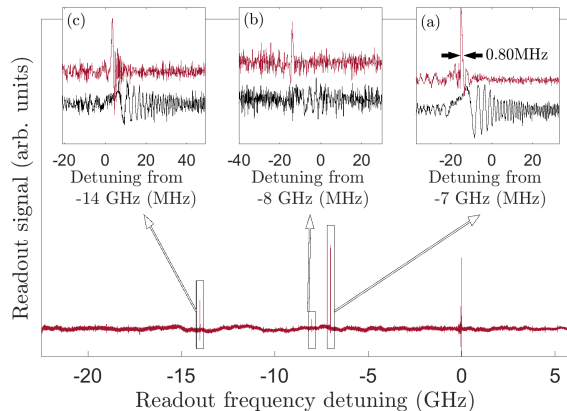 (c)
(b)
(a)
0.80MHz
-20 0 20 40
-40 -20 0 20
-20 0 20
Detuning from
-14 GHz (MHz)
Detuning from
-8 GHz (MHz)
Detuning from
-7 GHz (MHz)
Readout signal (arb. units)
-20 -15 -10 -5 0 5
Readout frequency detuning (GHz)